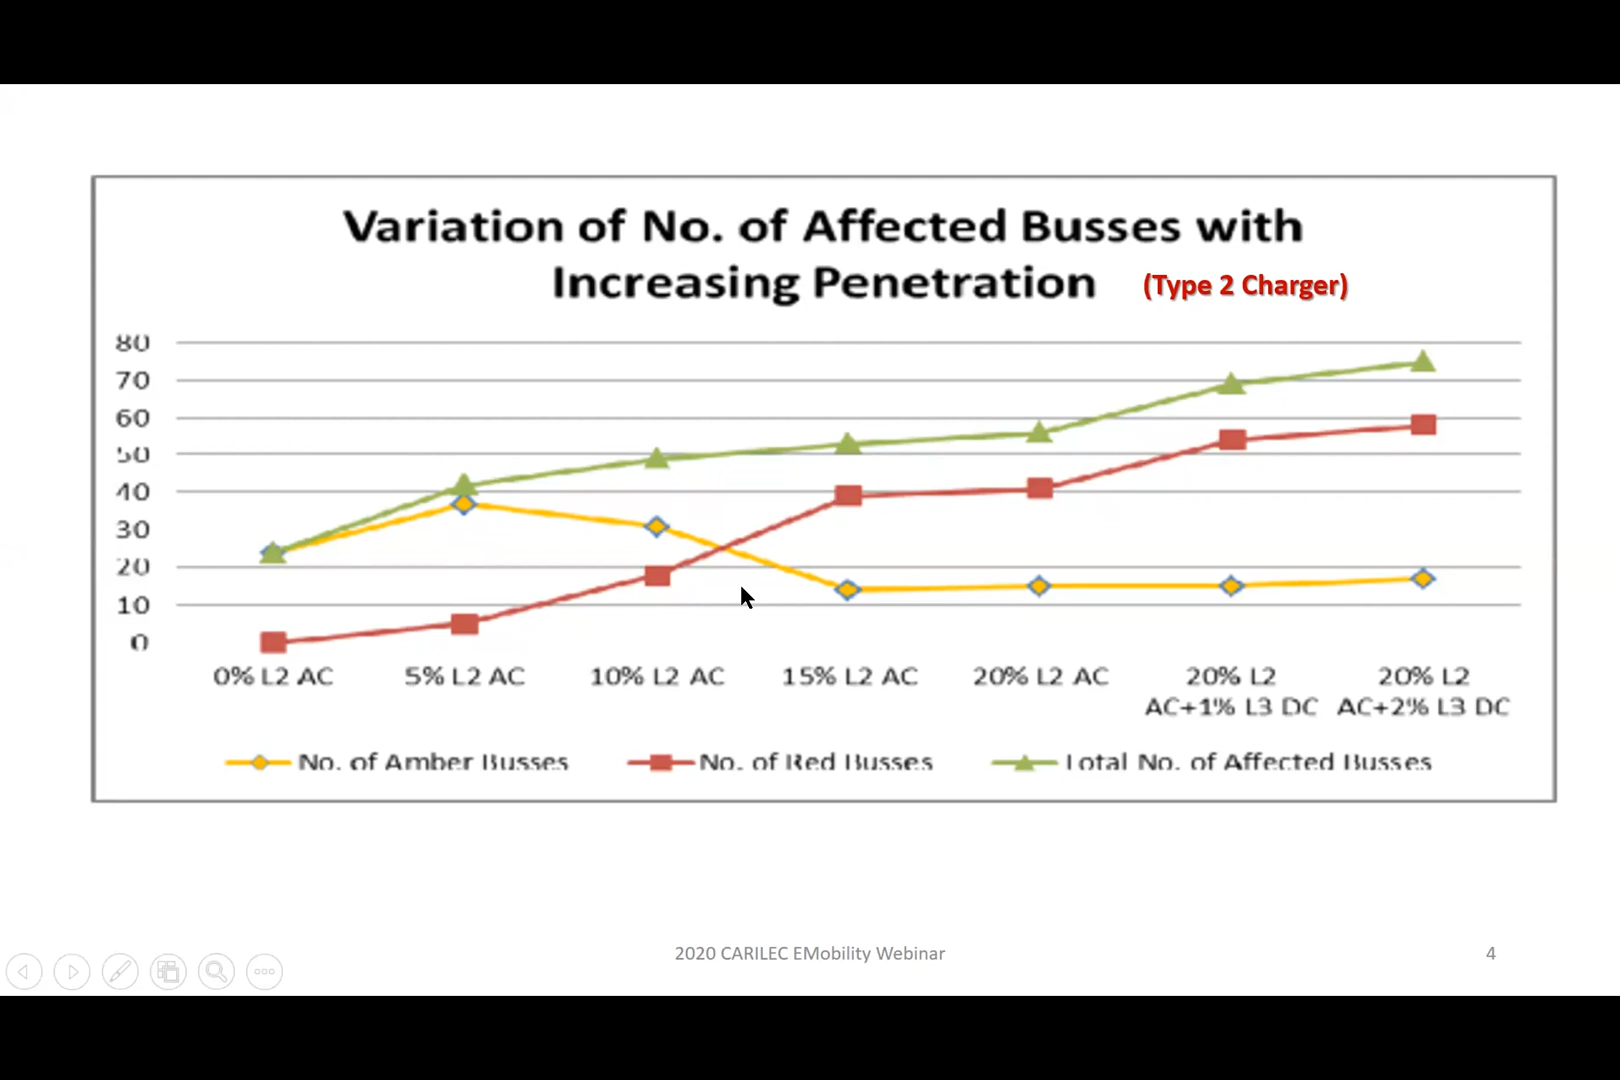 Variation of No. of Affected Busses with
Increasing Penetration (Type 2 Charger)
80
70
60
50
40
30
20
10
0
0% L2 AC 5% L2 AC 10% L2 AC 15% L2 AC 20% L2 AC 20% L2 20% L2
AC+1% L3 DC AC+2% L3 DC
No. of Amber Busses No. of Red Busses Total No. of Affected Busses
2020 CARILEC EMobility Webinar 4